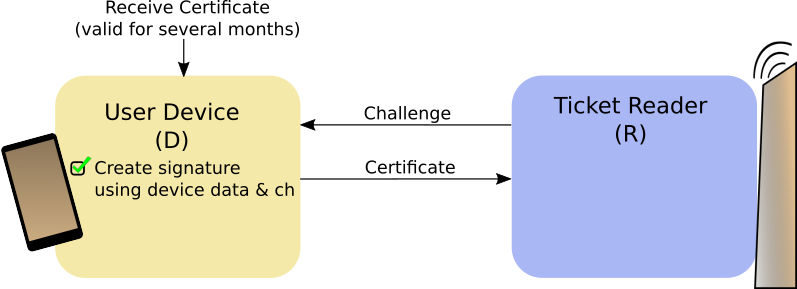 Receive Certificate
(valid for several months)
User Device
(D)
Create signature
using device data & ch
Challenge
Certificate
Ticket Reader
(R)